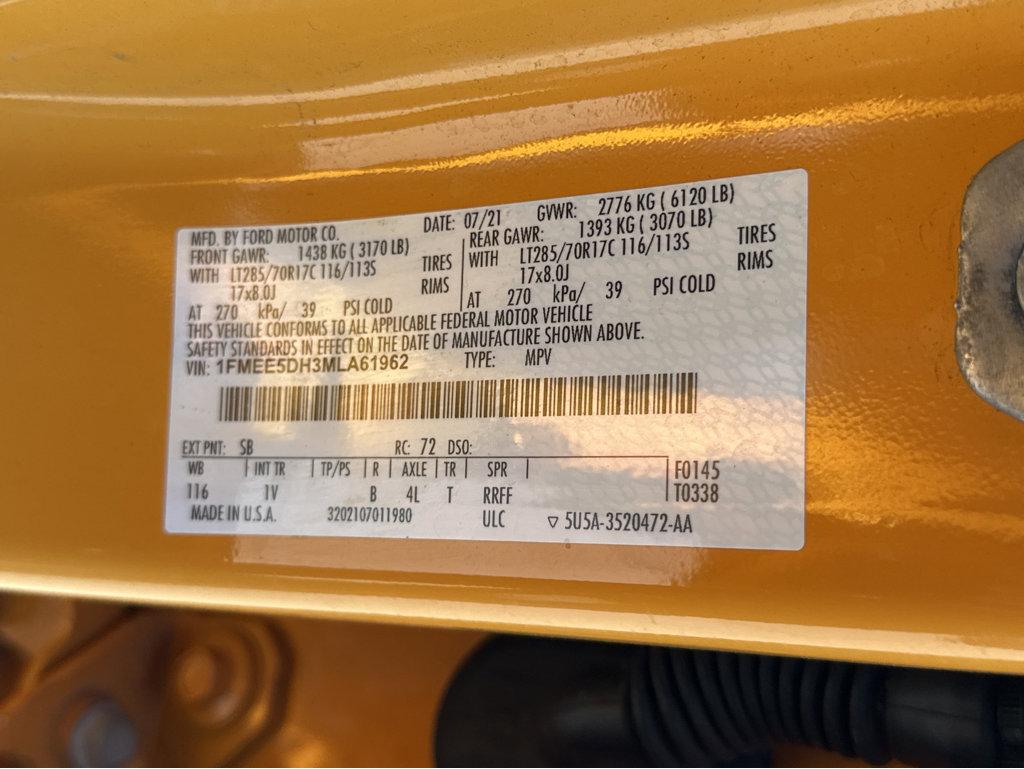 MFD. BY FORD MOTOR CO. DATE: 07/21 GVWR: 2776 KG ( 6120 LB)
FRONT GAWR: 1438 KG ( 3170 LB) REAR GAWR: 1393 KG ( 3070 LB)
WITH LT285/70R17C 116/113S TIRES WITH LT285/70R17C 116/113S TIRES
17x8.0J RIMS 17x8.0J RIMS
AT 270 kPa/ 39 PSI COLD AT 270 kPa/ 39 PSI COLD
THIS VEHICLE CONFORMS TO ALL APPLICABLE FEDERAL MOTOR VEHICLE
SAFETY STANDARDS IN EFFECT ON THE DATE OF MANUFACTURE SHOWN ABOVE.
VIN: 1FMEE5DH3MLA61962 TYPE: MPV
EXT PNT: SB RC: 72 DSO:
WB INT TR TP/PS R AXLE TR SPR F0145
116 1V B 4L T RRFF T0338
MADE IN U.S.A. 3202107011980 ULC ▽ 5U5A-3520472-AA